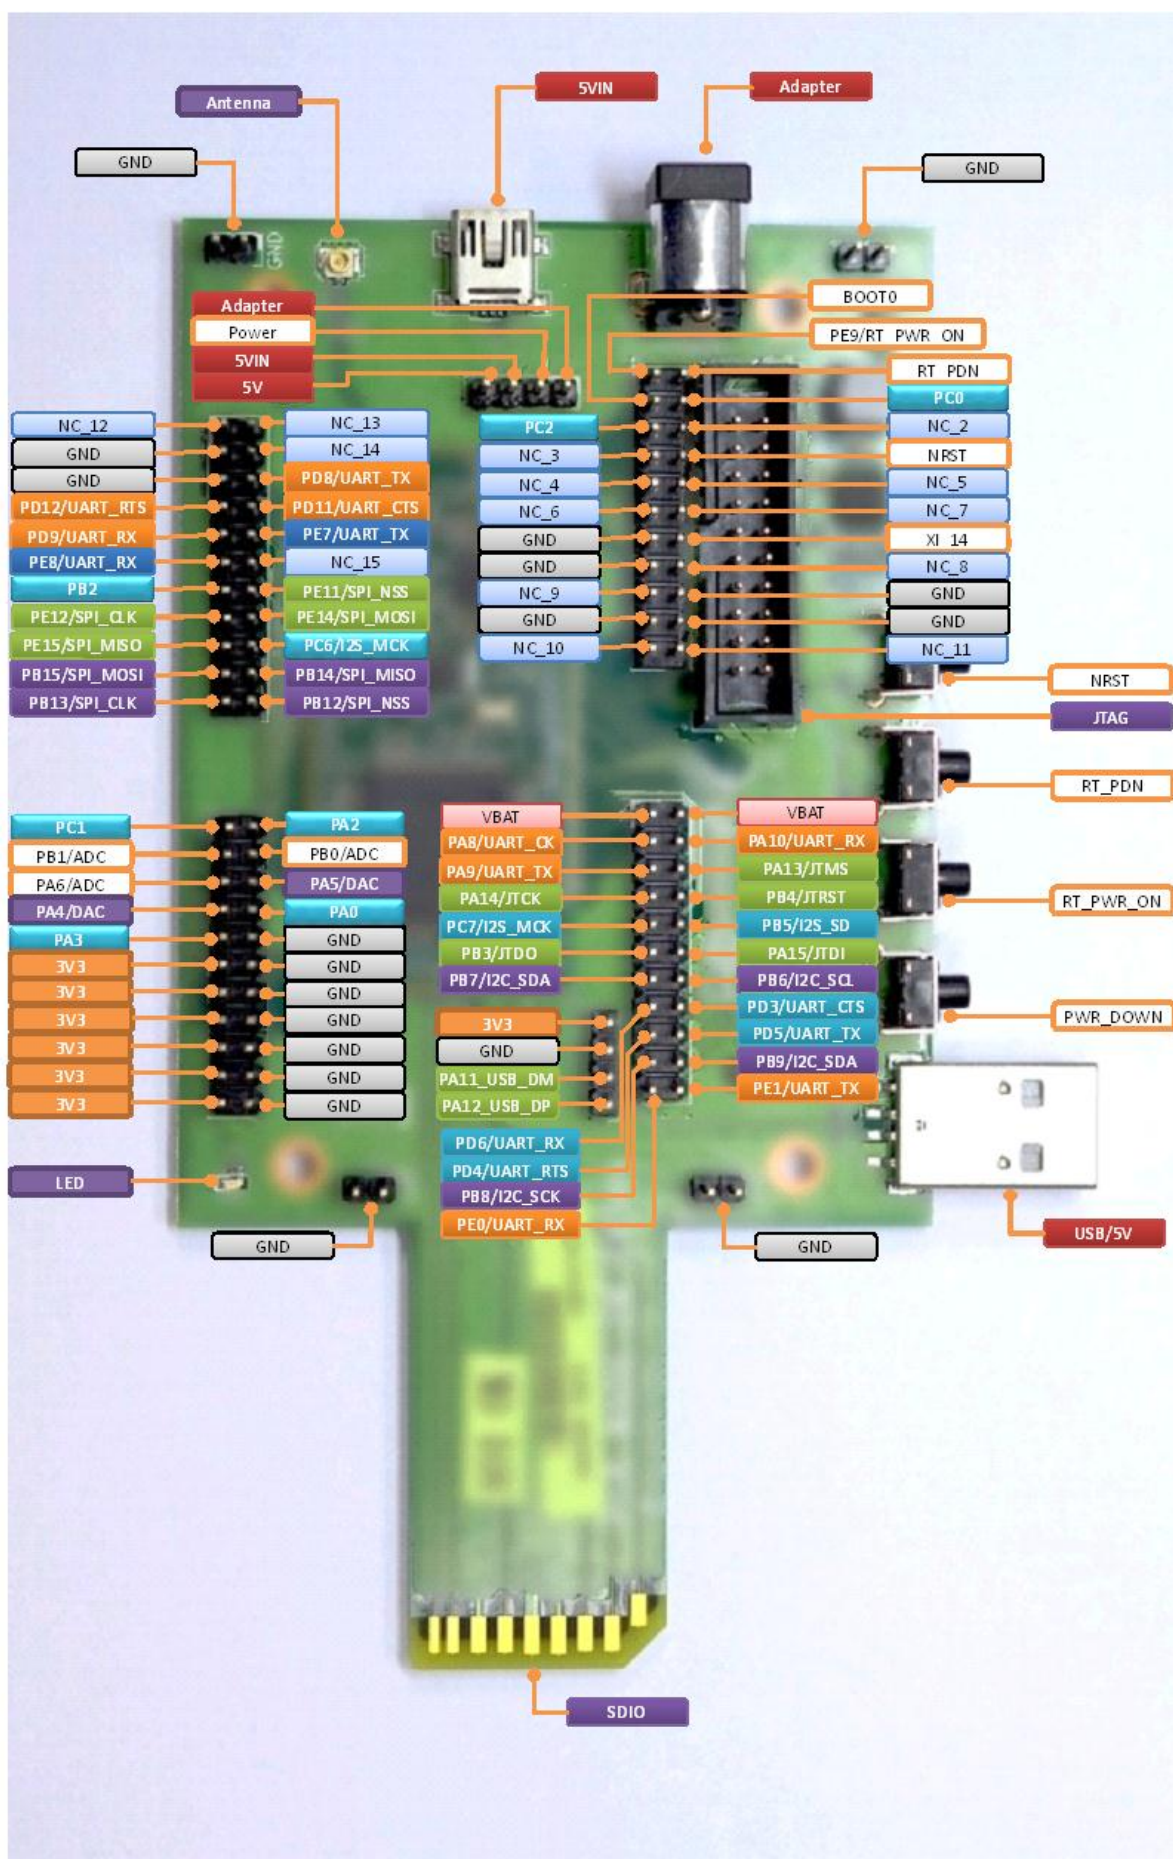 5VIN
Adapter
Antenna
GND
GND
GND
BOOT0
Adapter
Power
5VIN
5V
PE9/RT_PWR_ON
RT_PDN
PC0
NC_12
NC_13
PC2
NC_2
GND
NC_14
NC_3
NRST
GND
PD8/UART_TX
NC_4
NC_5
PD12/UART_RTS
PD11/UART_CTS
NC_6
NC_7
PD9/UART_RX
PE7/UART_TX
GND
XI_14
PE8/UART_RX
NC_15
GND
NC_8
PB2
PE11/SPI_NSS
NC_9
GND
PE12/SPI_CLK
PE14/SPI_MOSI
GND
GND
PE15/SPI_MISO
PC6/I2S_MCK
NC_10
NC_11
PB15/SPI_MOSI
PB14/SPI_MISO
NRST
PB13/SPI_CLK
PB12/SPI_NSS
JTAG
RT_PDN
PC1
PA2
VBAT
VBAT
PB1/ADC
PB0/ADC
PA8/UART_CK
PA10/UART_RX
PA6/ADC
PA5/DAC
PA9/UART_TX
PA13/JTMS
PA4/DAC
PA0
PA14/JTCK
PB4/JTRST
RT_PWR_ON
PA3
GND
PC7/I2S_MCK
PB5/I2S_SD
3V3
GND
PB3/JTDO
PA15/JTDI
3V3
GND
PB7/I2C_SDA
PB6/I2C_SCL
3V3
GND
3V3
PD3/UART_CTS
PWR_DOWN
3V3
GND
GND
PD5/UART_TX
3V3
GND
PA11_USB_DM
PB9/I2C_SDA
3V3
GND
PA12_USB_DP
PE1/UART_TX
PD6/UART_RX
LED
PD4/UART_RTS
PB8/I2C_SCK
PE0/UART_RX
USB/5V
GND
GND
SDIO